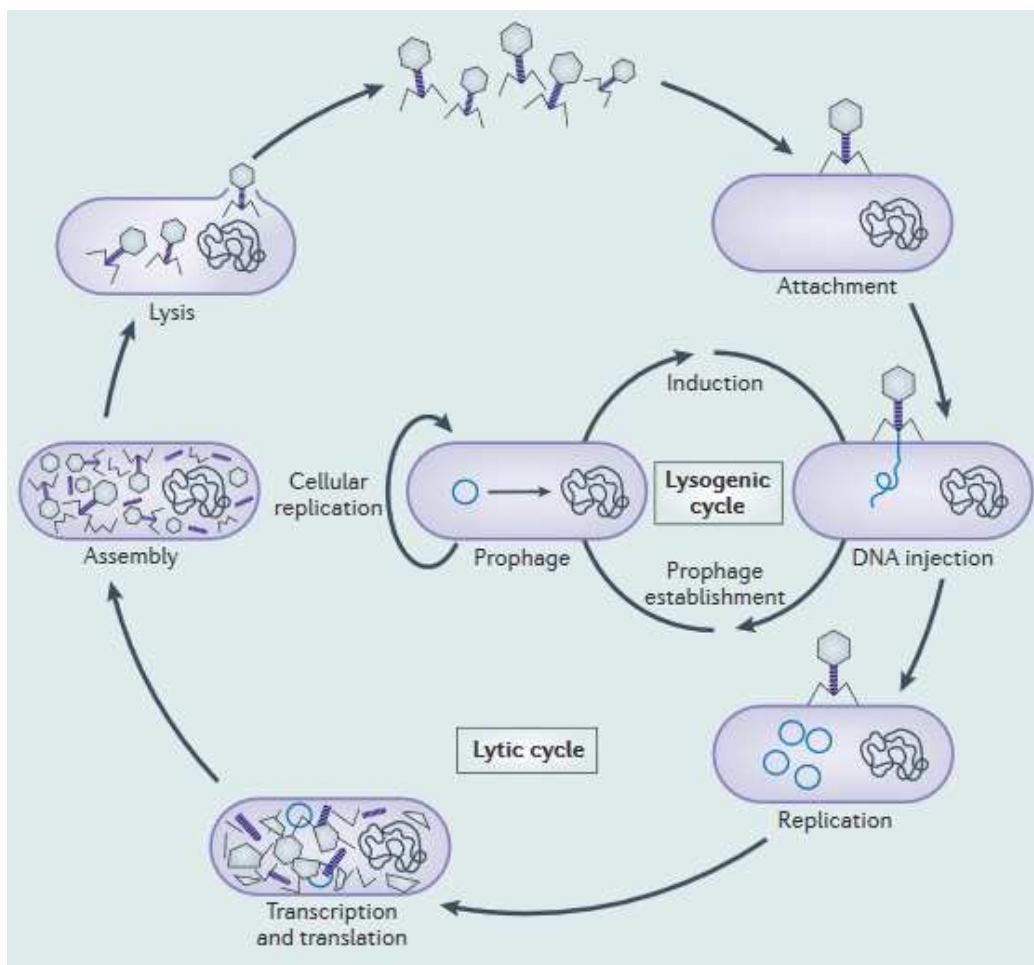 Attachment
Lysis
Induction
Lysogenic
cycle
Cellular
replication
Prophage
DNA injection
Assembly
Prophage
establishment
Lytic cycle
Replication
Transcription
and translation